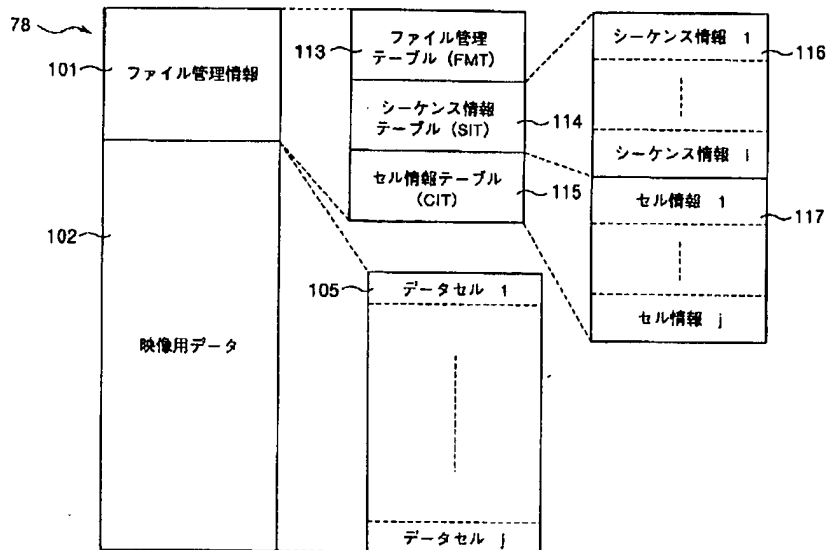 78
101
ファイル管理情報
102
映像用データ
113
ファイル管理
テーブル (FMT)
シーケンス情報
テーブル (SIT)
114
セル情報テーブル
(CIT)
115
105
データセル 1
データセル j
シーケンス情報 1
116
シーケンス情報 i
セル情報 1
117
セル情報 j